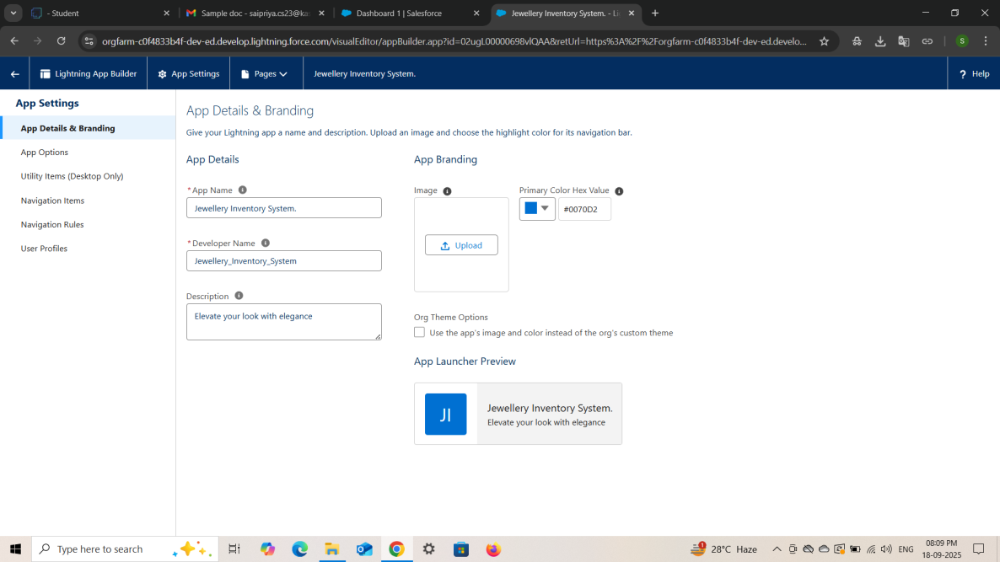 - Student
Sample doc - saipriya.cs23@ka
Dashboard 1 | Salesforce
Jewellery Inventory System. - Li
orgfarm-c0f4833b4f-dev-ed.develop.lightning.force.com/visualEditor/appBuilder.app?id=02ugL00000698vlQAA&retUrl=https%3A%2F%2Forgfarm-c0f4833b4f-dev-ed.develo...
S
Lightning App Builder
App Settings
Pages
Jewellery Inventory System.
? Help
App Settings
App Details & Branding
App Options
Utility Items (Desktop Only)
Navigation Items
Navigation Rules
User Profiles
App Details & Branding
Give your Lightning app a name and description. Upload an image and choose the highlight color for its navigation bar.
App Details
* App Name
Jewellery Inventory System.
* Developer Name
Jewellery_Inventory_System
Description
Elevate your look with elegance
App Branding
Image
Upload
Primary Color Hex Value
#0070D2
Org Theme Options
Use the app's image and color instead of the org's custom theme
App Launcher Preview
JI
Jewellery Inventory System.
Elevate your look with elegance
Type here to search
1
28°C Haze
ENG
08:09 PM
18-09-2025